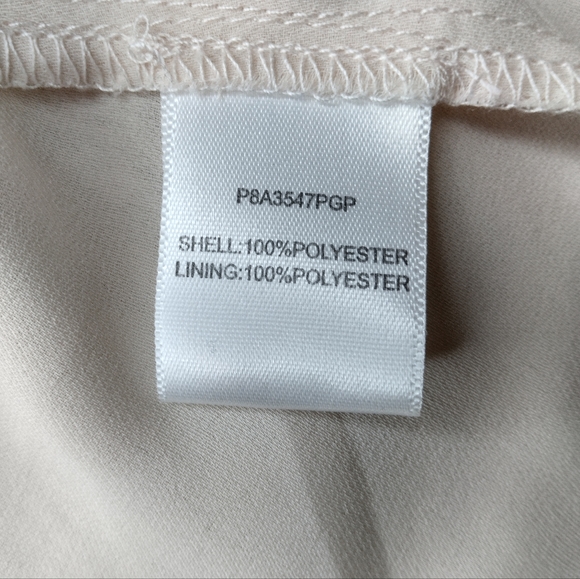 P8A3547PGP
SHELL:100%POLYESTER
LINING:100%POLYESTER